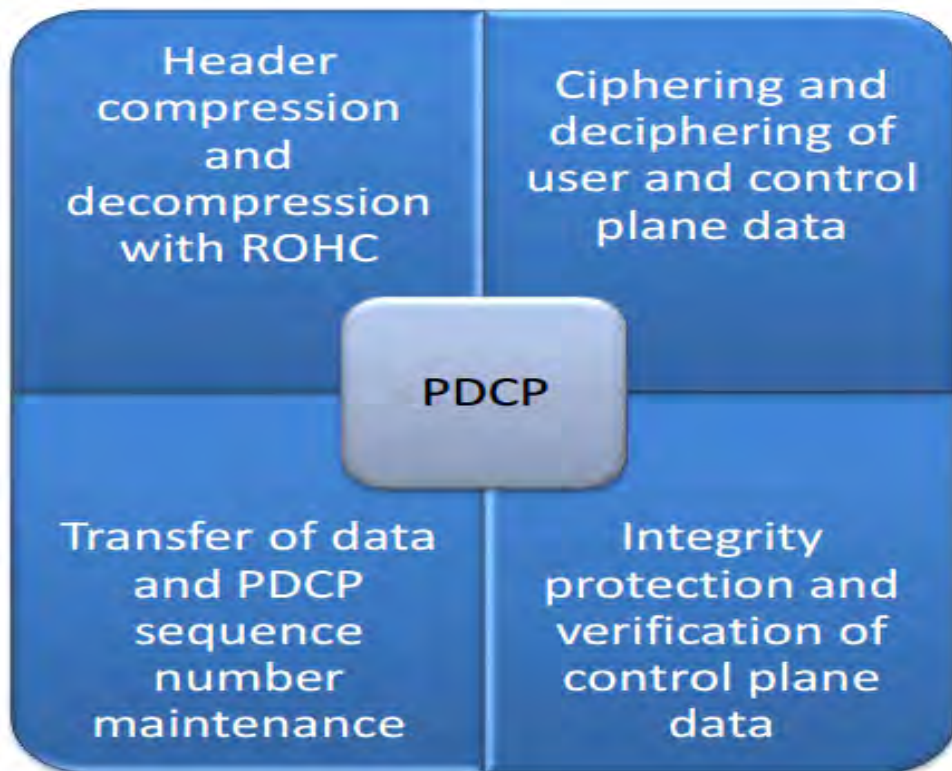 Header
compression
and
decompression
with ROHC
Ciphering and
deciphering of
user and control
plane data
PDCP
Transfer of data
and PDCP
sequence
number
maintenance
Integrity
protection and
verification of
control plane
data